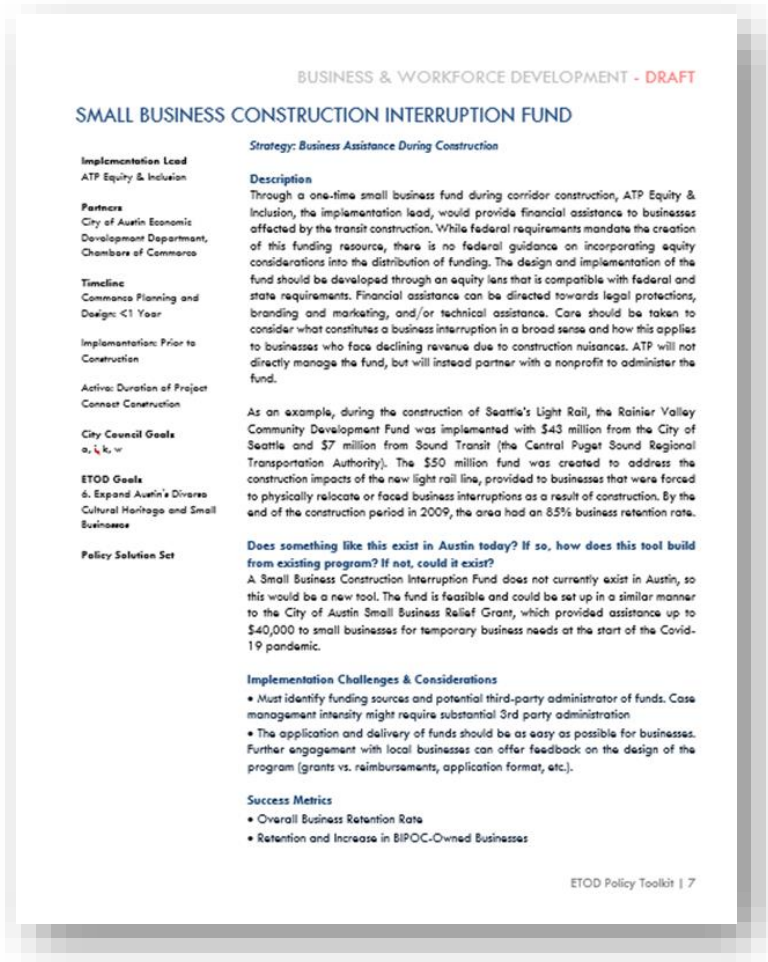 BUSINESS & WORKFORCE DEVELOPMENT - DRAFT
SMALL BUSINESS CONSTRUCTION INTERRUPTION FUND
Implementation Lead
ATP Equity & Inclusion
Partners
City of Austin Economic
Development Department,
Chambers of Commerce
Timeline
Commence Planning and
Design: <1 Year
Implementation: Prior to
Construction
Active: Duration of Project
Connect Construction
City Council Goals
a, i, k, w
ETOD Goals
6. Expand Austin's Diverse
Cultural Heritage and Small
Businesses
Policy Solution Set
Strategy: Business Assistance During Construction
Description
Through a one-time small business fund during corridor construction, ATP Equity &
Inclusion, the implementation lead, would provide financial assistance to businesses
affected by the transit construction. While federal requirements mandate the creation
of this funding resource, there is no federal guidance on incorporating equity
considerations into the distribution of funding. The design and implementation of the
fund should be developed through an equity lens that is compatible with federal and
state requirements. Financial assistance can be directed towards legal protections,
branding and marketing, and/or technical assistance. Care should be taken to
consider what constitutes a business interruption in a broad sense and how this applies
to businesses who face declining revenue due to construction nuisances. ATP will not
directly manage the fund, but will instead partner with a nonprofit to administer the
fund.
As an example, during the construction of Seattle's Light Rail, the Rainier Valley
Community Development Fund was implemented with $43 million from the City of
Seattle and $7 million from Sound Transit (the Central Puget Sound Regional
Transportation Authority). The $50 million fund was created to address the
construction impacts of the new light rail line, provided to businesses that were forced
to physically relocate or faced business interruptions as a result of construction. By the
end of the construction period in 2009, the area had an 85% business retention rate.
Does something like this exist in Austin today? If so, how does this tool build
from existing program? If not, could it exist?
A Small Business Construction Interruption Fund does not currently exist in Austin, so
this would be a new tool. The fund is feasible and could be set up in a similar manner
to the City of Austin Small Business Relief Grant, which provided assistance up to
$40,000 to small businesses for temporary business needs at the start of the Covid-
19 pandemic.
Implementation Challenges & Considerations
• Must identify funding sources and potential third-party administrator of funds. Case
management intensity might require substantial 3rd party administration
• The application and delivery of funds should be as easy as possible for businesses.
Further engagement with local businesses can offer feedback on the design of the
program (grants vs. reimbursements, application format, etc.).
Success Metrics
• Overall Business Retention Rate
• Retention and Increase in BIPOC-Owned Businesses
ETOD Policy Toolkit | 7